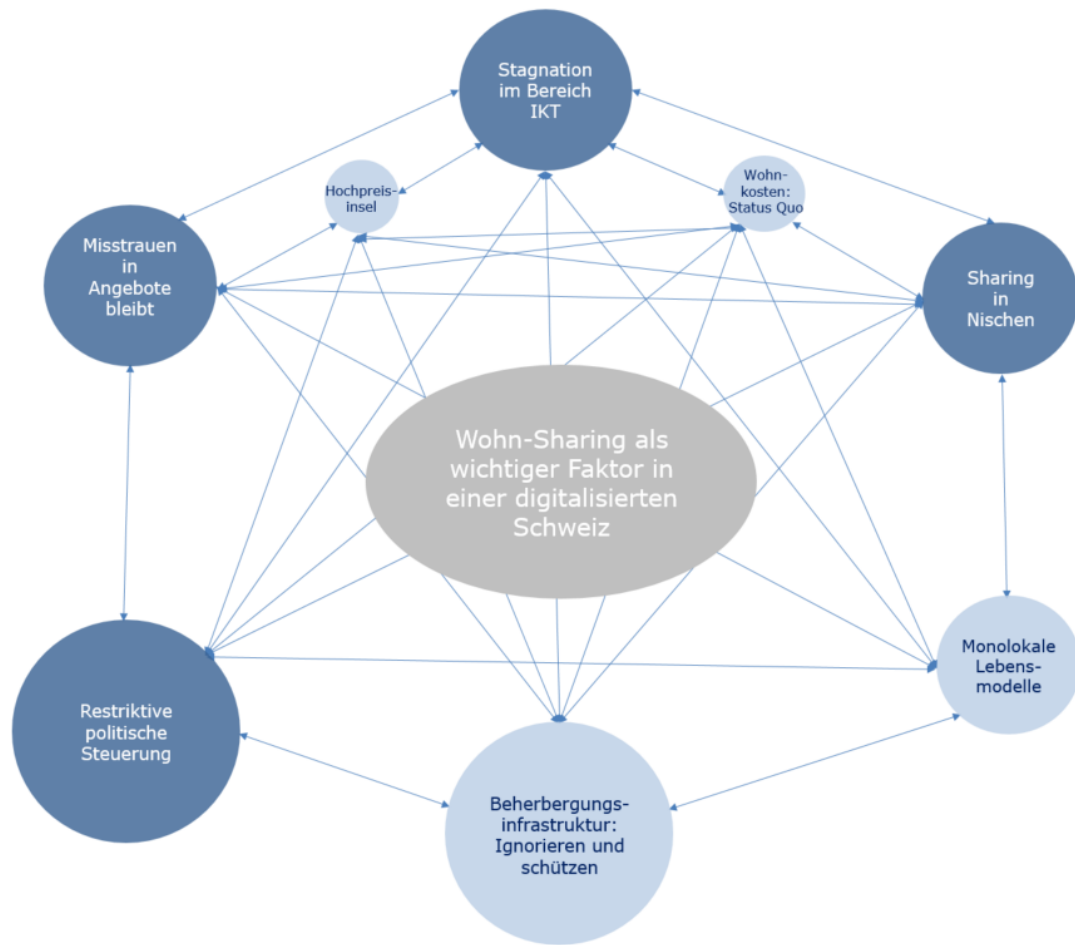 Stagnation
im Bereich
IKT
Hochpreis-
insel
Wohn-
kosten:
Status Quo
Misstrauen
in
Angebote
bleibt
Sharing
in
Nischen
Wohn-Sharing als
wichtiger Faktor in
einer digitalisierten
Schweiz
Monolokale
Lebens-
modelle
Restriktive
politische
Steuerung
Beherbergungs-
infrastruktur:
Ignorieren und
schützen